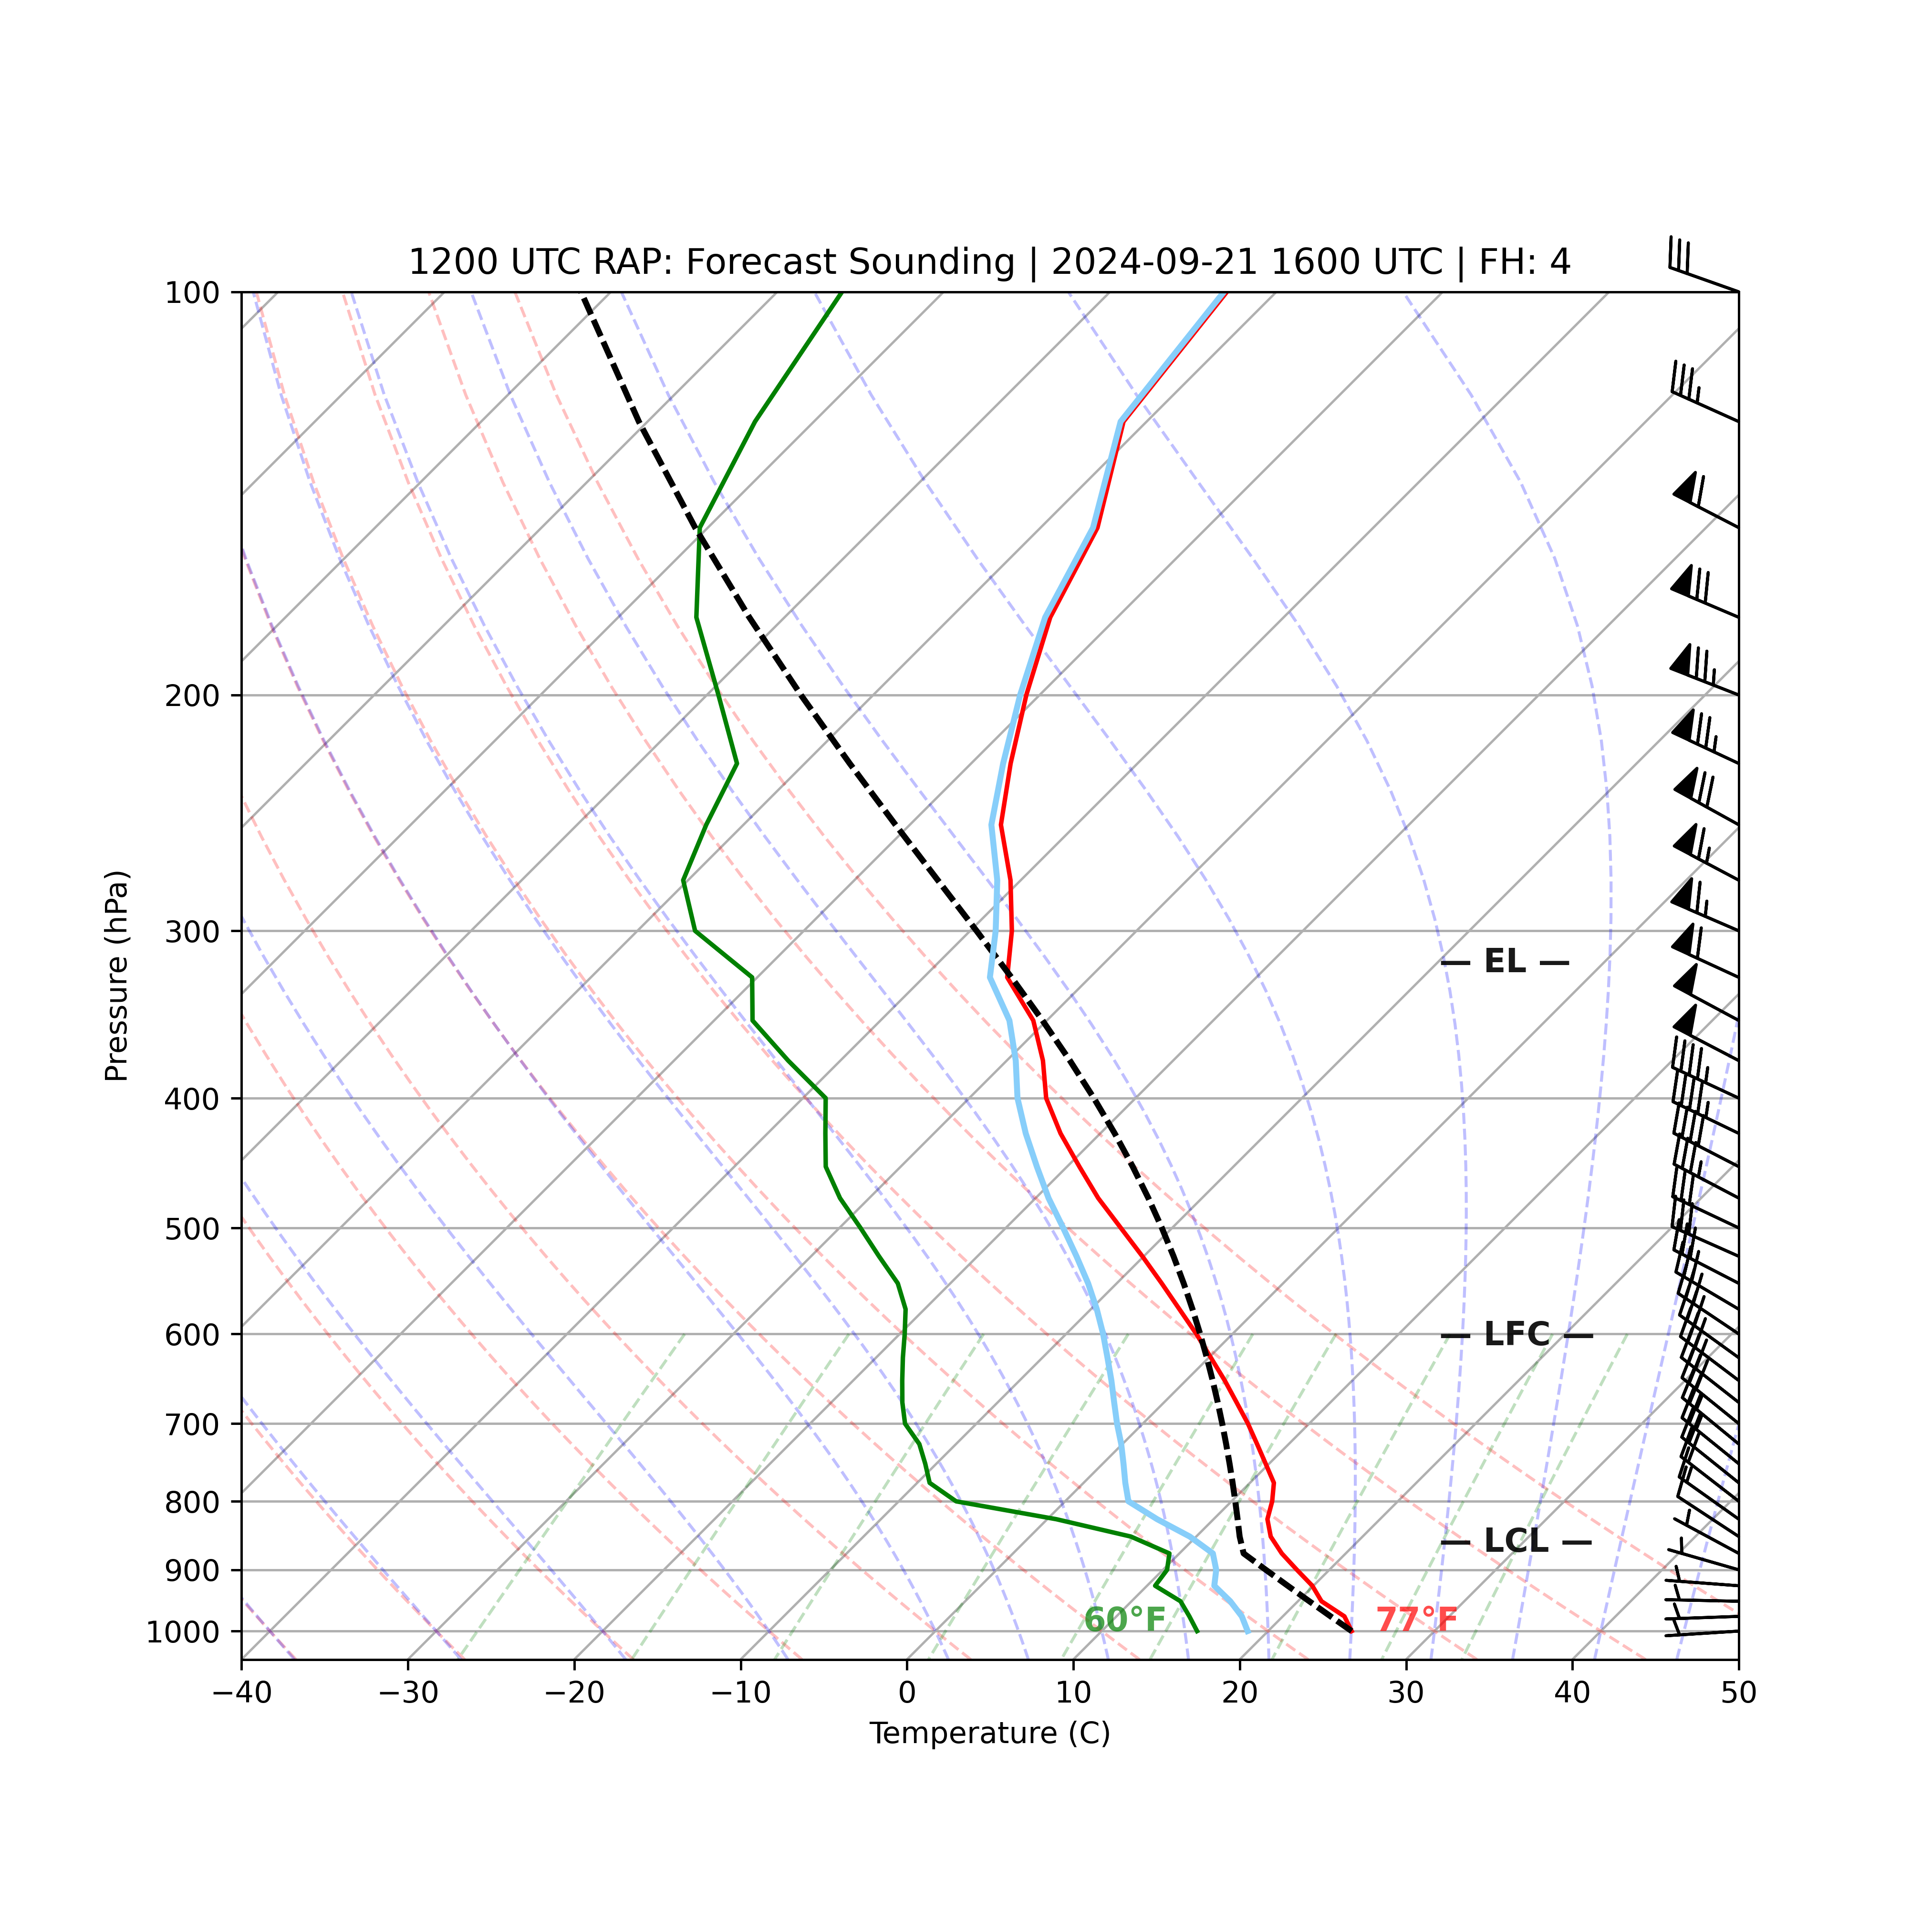 1200 UTC RAP: Forecast Sounding | 2024-09-21 1600 UTC | FH: 4
100
200
300
— EL —
400
500
600
— LFC —
700
800
— LCL —
900
60°F
77°F
1000
Pressure (hPa)
−40
−30
−20
−10
0
10
20
30
40
50
Temperature (C)